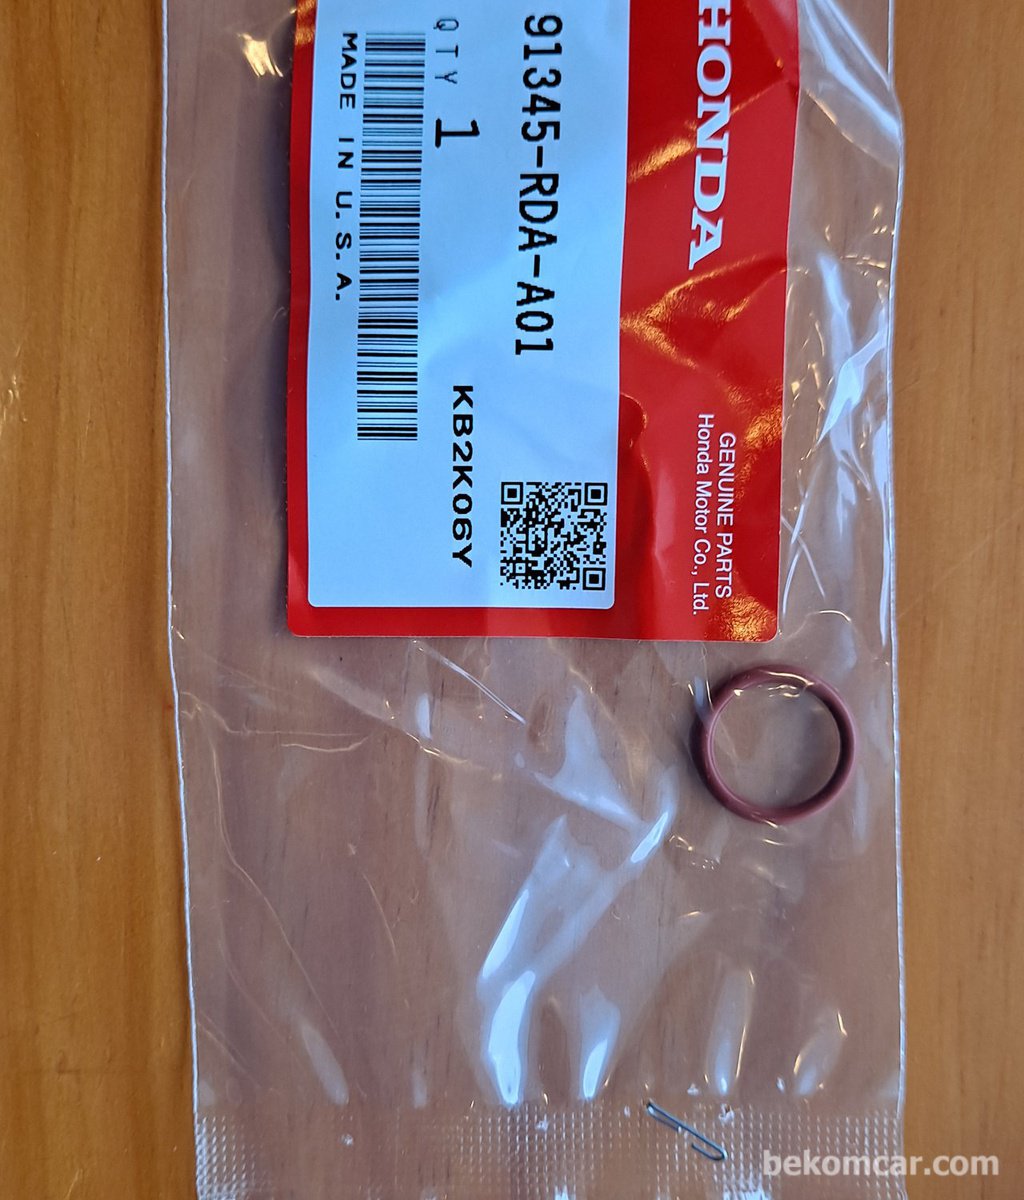 HONDA
GENUINE PARTS
Honda Motor Co., Ltd.
91345-RDA-A01
QTY 1
KB2K06Y
MADE IN U.S.A.
bekomcar.com